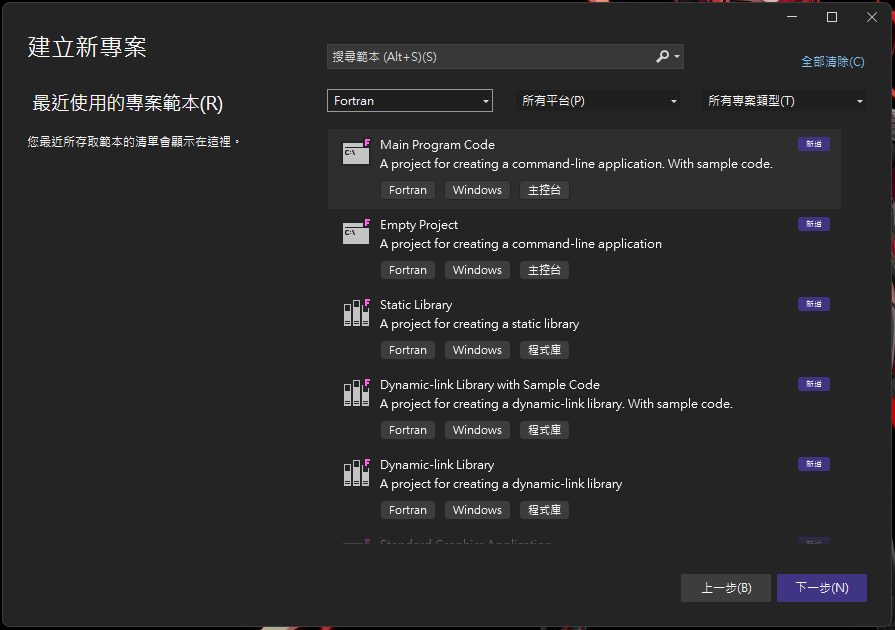 建立新專案
搜尋範本 (Alt+S)(S)
全部清除(C)
最近使用的專案範本(R)
您最近所存取範本的清單會顯示在這裡。
Fortran
所有平台(P)
所有專案類型(T)
Main Program Code
新增
A project for creating a command-line application. With sample code.
Fortran Windows 主控台
Empty Project
新增
A project for creating a command-line application
Fortran Windows 主控台
Static Library
新增
A project for creating a static library
Fortran Windows 程式庫
Dynamic-link Library with Sample Code
新增
A project for creating a dynamic-link library. With sample code.
Fortran Windows 程式庫
Dynamic-link Library
新增
A project for creating a dynamic-link library
Fortran Windows 程式庫
Standard Graphics Application
新增
上一步(B)
下一步(N)